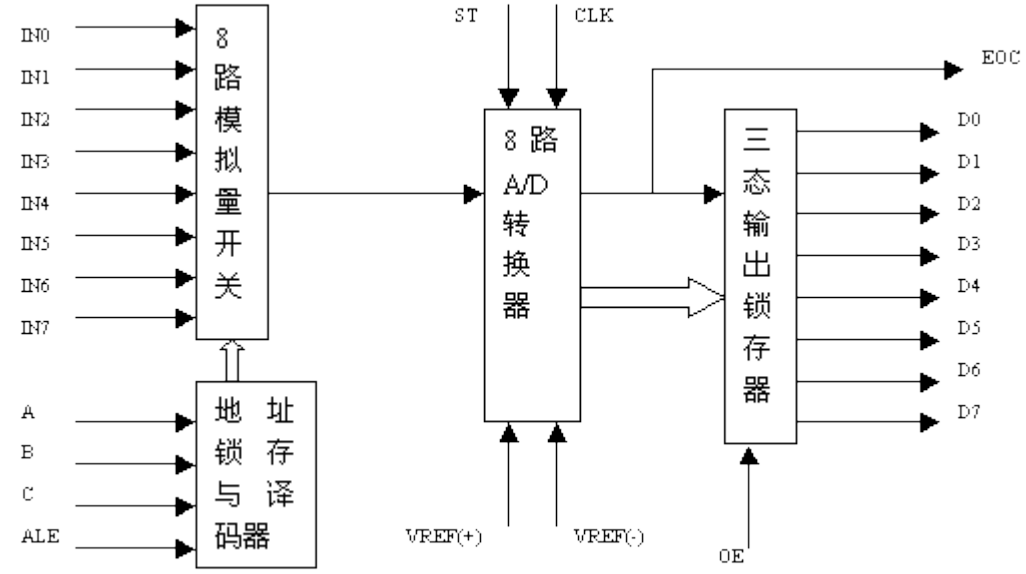 IN0
IN1
IN2
IN3
IN4
IN5
IN6
IN7
8
路
模
拟
量
开
关
A
B
C
ALE
地 址
锁 存
与 译
码器
ST
CLK
8 路
A/D
转
换
器
VREF(+)
VREF(-)
三
态
输
出
锁
存
器
OE
EOC
D0
D1
D2
D3
D4
D5
D6
D7